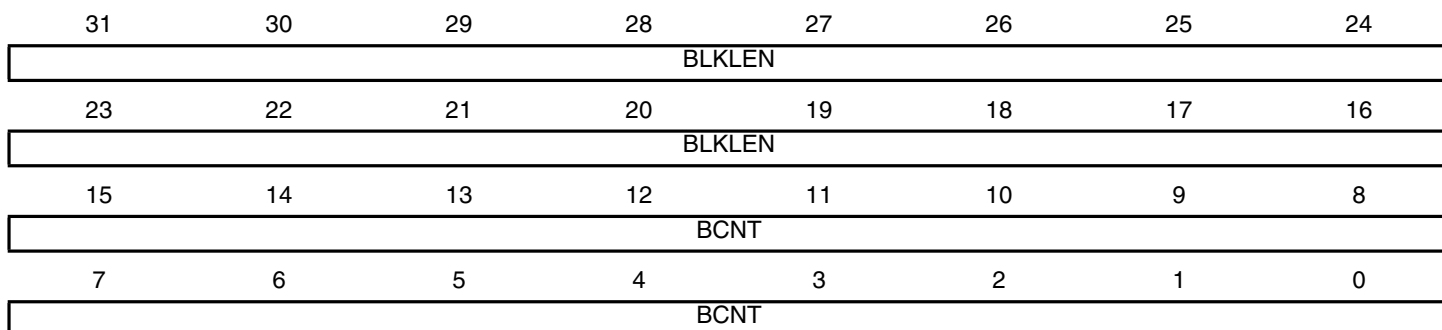 31 30 29 28 27 26 25 24
BLKLEN
23 22 21 20 19 18 17 16
BLKLEN
15 14 13 12 11 10 9 8
BCNT
7 6 5 4 3 2 1 0
BCNT